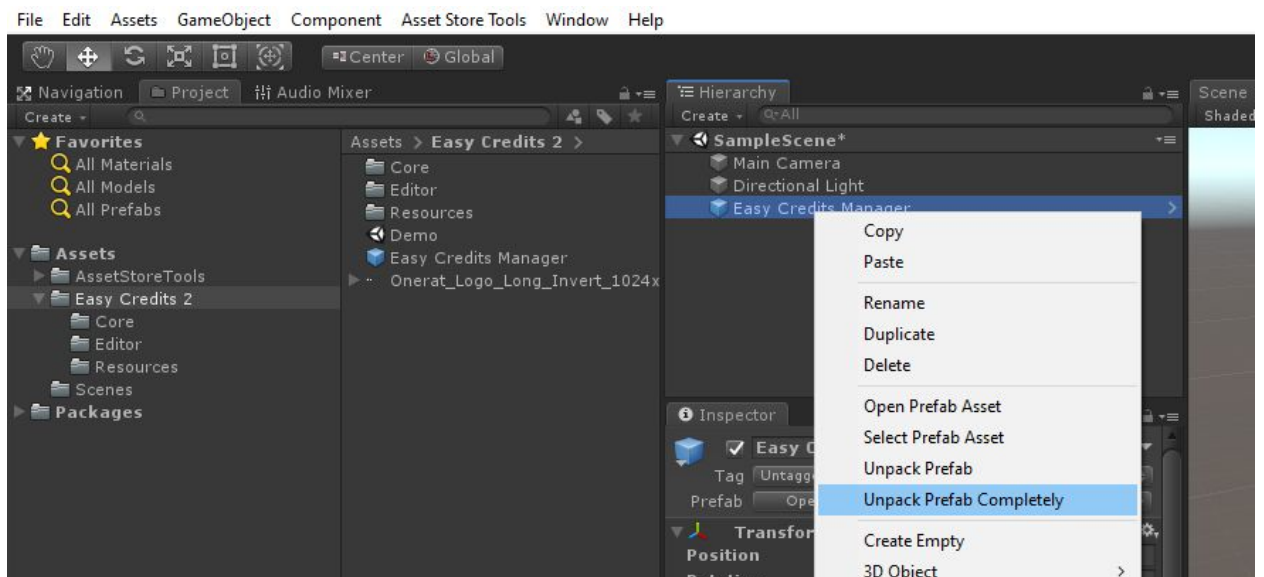 File Edit Assets GameObject Component Asset Store Tools Window Help
Center Global
Navigation Project Audio Mixer
Create
Favorites
All Materials
All Models
All Prefabs
Assets
AssetStoreTools
Easy Credits 2
Core
Editor
Resources
Scenes
Packages
Assets > Easy Credits 2 >
Core
Editor
Resources
Demo
Easy Credits Manager
Onerat_Logo_Long_Invert_1024x
Hierarchy
Create All
SampleScene*
Main Camera
Directional Light
Easy Credits Manager
Copy
Paste
Rename
Duplicate
Delete
Open Prefab Asset
Select Prefab Asset
Unpack Prefab
Unpack Prefab Completely
Create Empty
3D Object
Inspector
Easy
Tag Untagg
Prefab Ope
Transfor
Position
Scene
Shaded